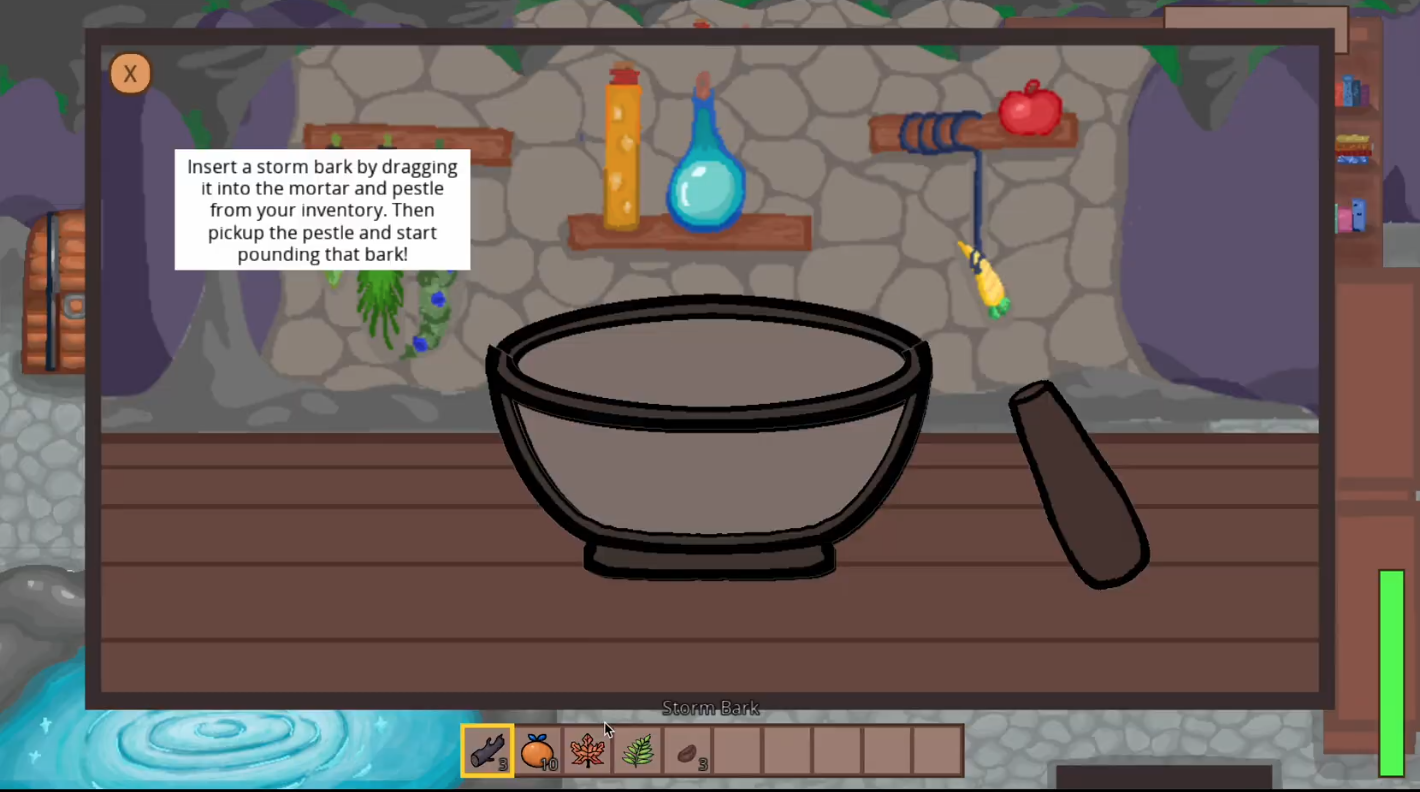 X
Insert a storm bark by dragging
it into the mortar and pestle
from your inventory. Then
pickup the pestle and start
pounding that bark!
Storm Bark
3
10
3